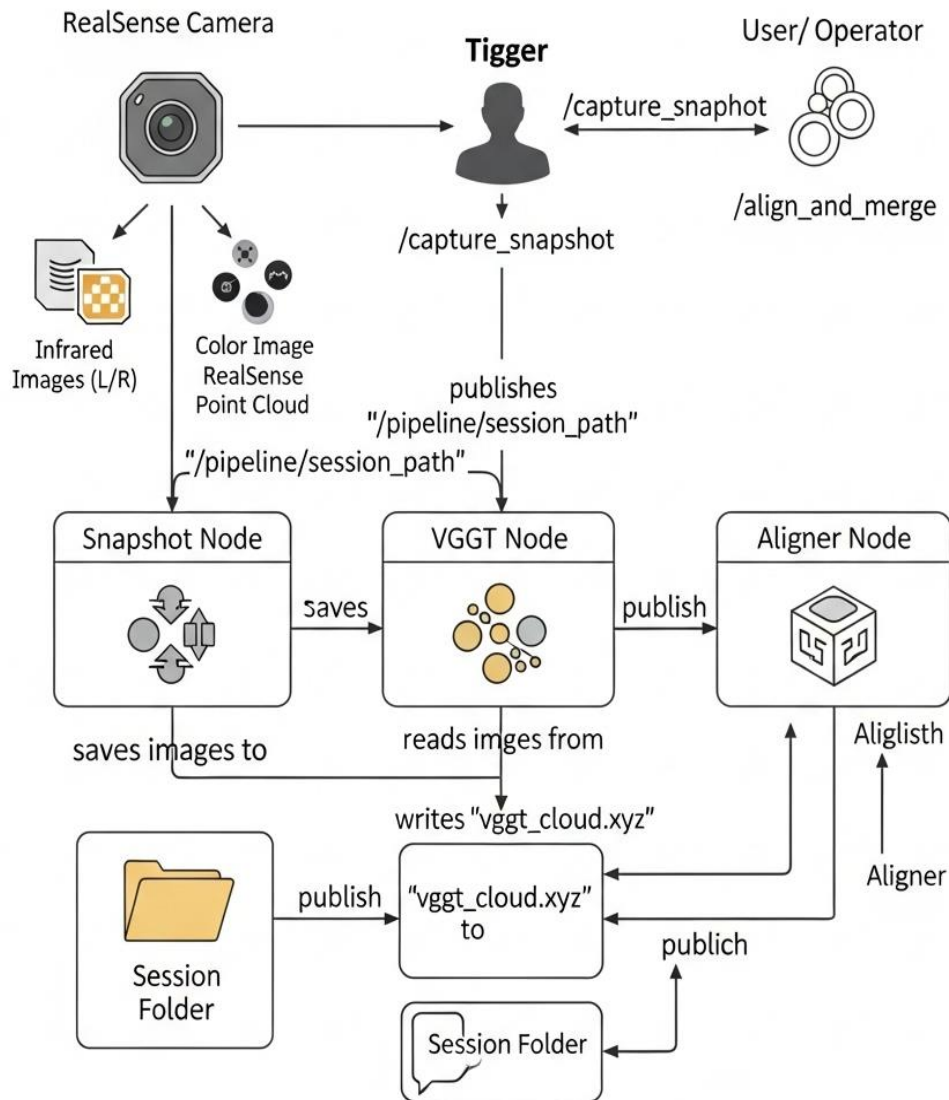 RealSense Camera
Tigger
User/ Operator
/capture_snaphot
/align_and_merge
/capture_snapshot
Infrared
Images (L/R)
Color Image
RealSense
Point Cloud
publishes
"/pipeline/session_path"
"/pipeline/session_path"
Snapshot Node
VGGT Node
Aligner Node
saves
publish
saves images to
reads imges from
Aliglisth
writes "vggt_cloud.xyz"
Aligner
publish
"vggt_cloud.xyz"
to
publich
Session
Folder
Session Folder